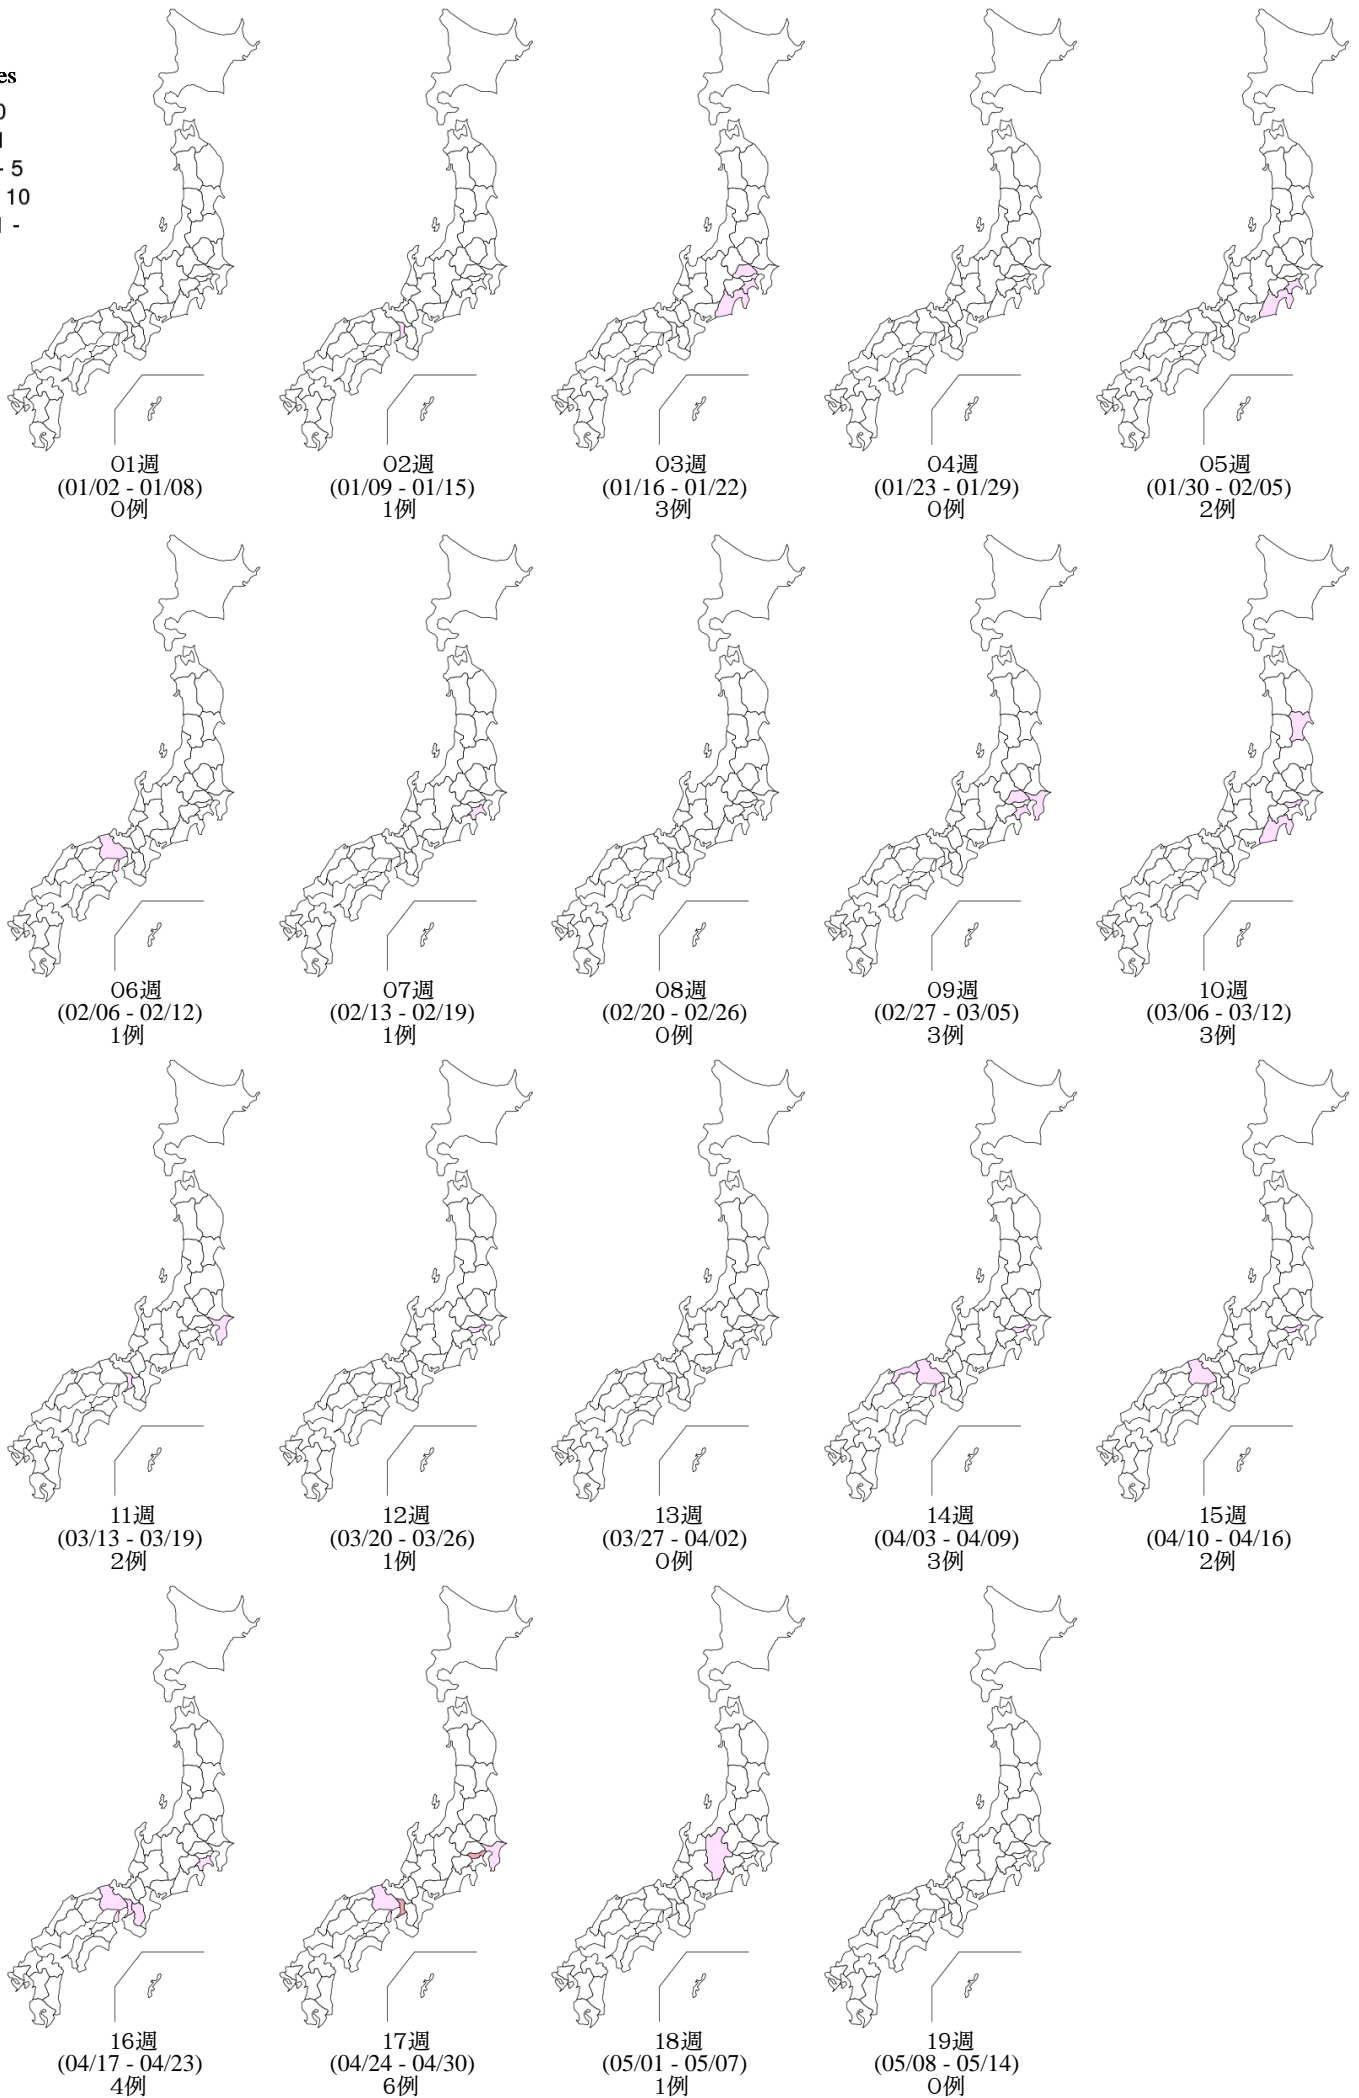 es
0
1
- 5
10
-
01週
(01/02 - 01/08)
0例
02週
(01/09 - 01/15)
1例
03週
(01/16 - 01/22)
3例
04週
(01/23 - 01/29)
0例
05週
(01/30 - 02/05)
2例
06週
(02/06 - 02/12)
1例
07週
(02/13 - 02/19)
1例
08週
(02/20 - 02/26)
0例
09週
(02/27 - 03/05)
3例
10週
(03/06 - 03/12)
3例
11週
(03/13 - 03/19)
2例
12週
(03/20 - 03/26)
1例
13週
(03/27 - 04/02)
0例
14週
(04/03 - 04/09)
3例
15週
(04/10 - 04/16)
2例
16週
(04/17 - 04/23)
4例
17週
(04/24 - 04/30)
6例
18週
(05/01 - 05/07)
1例
19週
(05/08 - 05/14)
0例